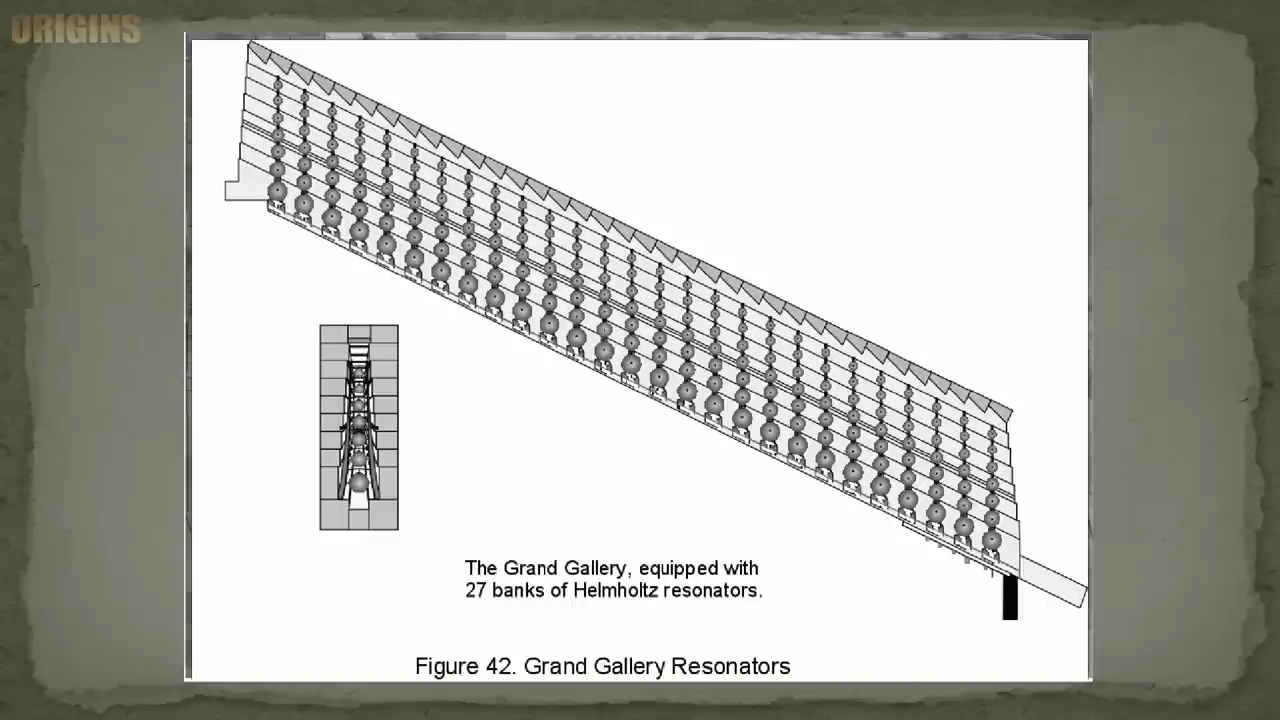 ORIGINS
The Grand Gallery, equipped with
27 banks of Helmholtz resonators.
Figure 42. Grand Gallery Resonators